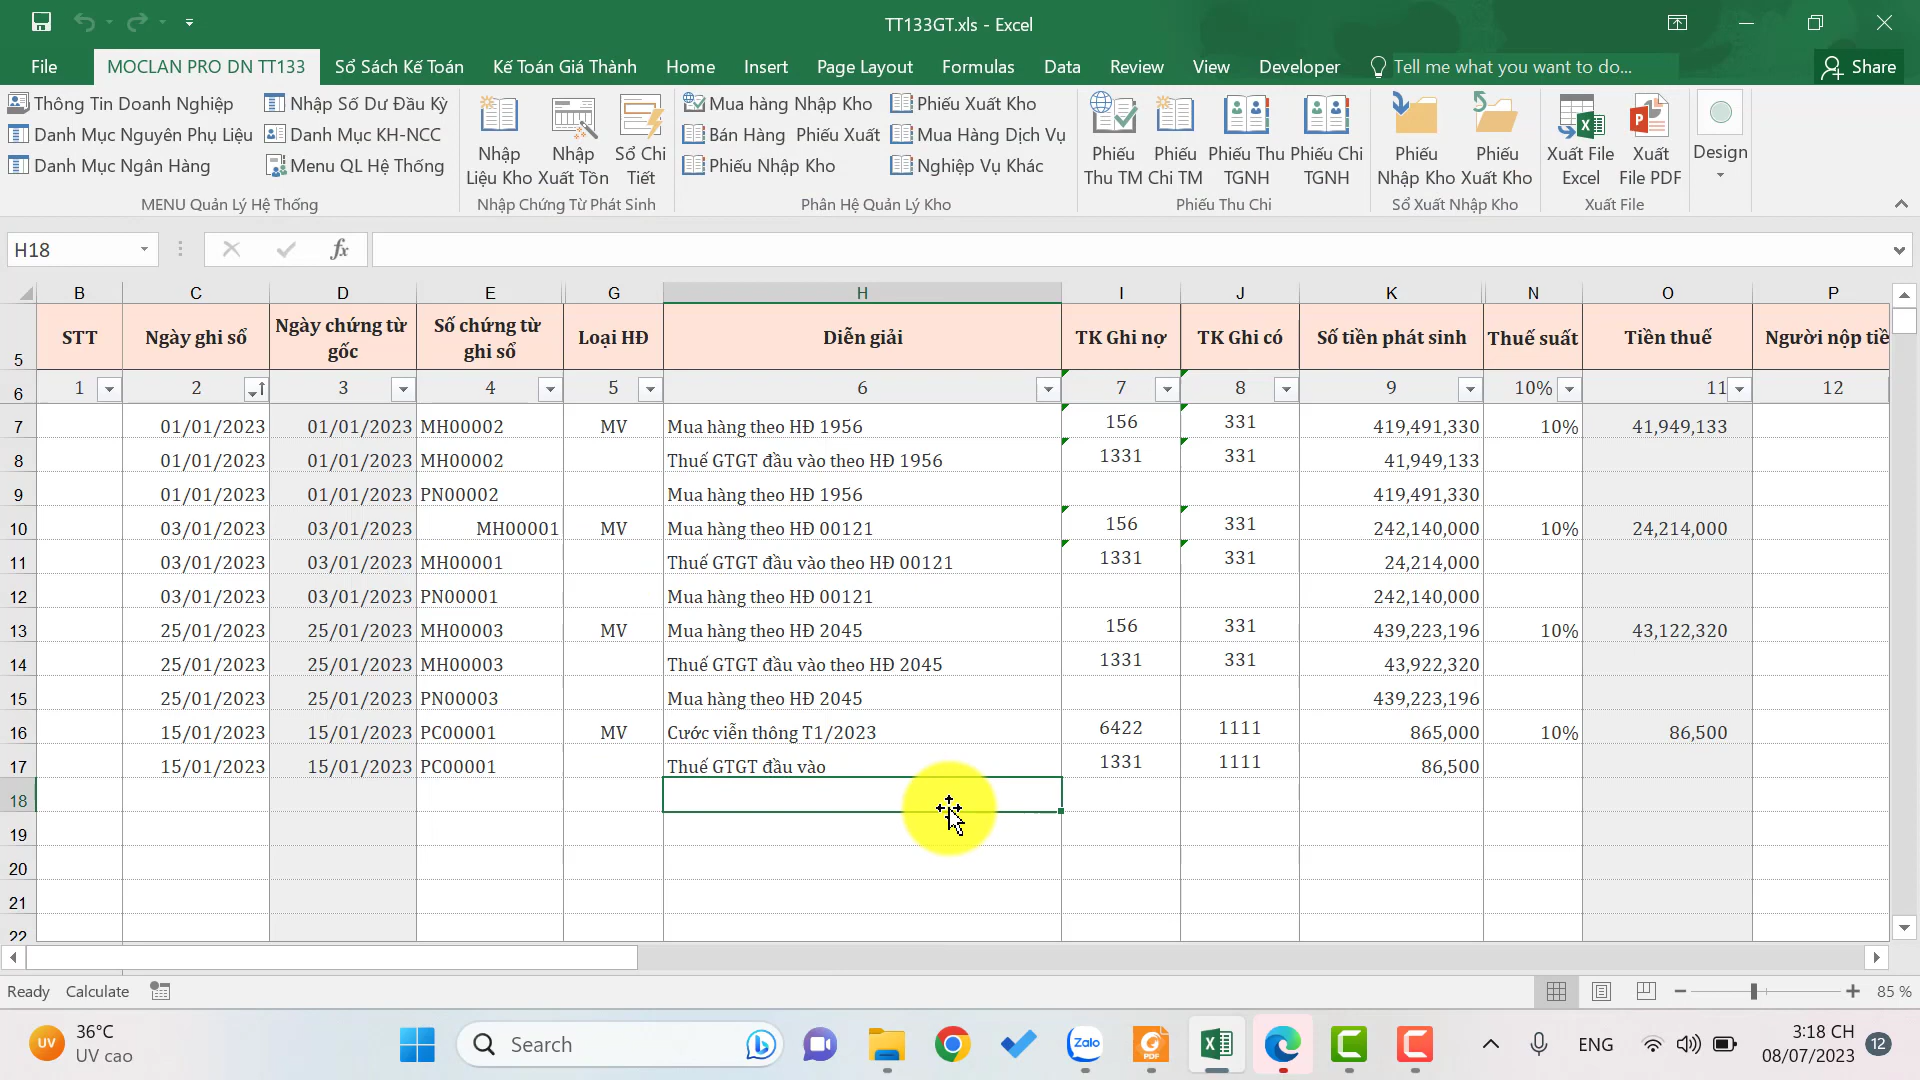 TT133GT.xls - Excel
File MOCLAN PRO DN TT133 Sổ Sách Kế Toán Kế Toán Giá Thành Home Insert Page Layout Formulas Data Review View Developer Tell me what you want to do... Share
Thông Tin Doanh Nghiệp
Danh Mục Nguyên Phụ Liệu
Danh Mục Ngân Hàng
Nhập Số Dư Đầu Kỳ
Danh Mục KH-NCC
Menu QL Hệ Thống
MENU Quản Lý Hệ Thống
Nhập Liệu Kho
Nhập Xuất Tồn
Sổ Chi Tiết
Nhập Chứng Từ Phát Sinh
Mua hàng Nhập Kho
Bán Hàng Phiếu Xuất
Phiếu Nhập Kho
Phiếu Xuất Kho
Mua Hàng Dịch Vụ
Nghiệp Vụ Khác
Phân Hệ Quản Lý Kho
Phiếu Thu TM
Phiếu Chi TM
Phiếu Thu TGNH
Phiếu Chi TGNH
Phiếu Thu Chi
Phiếu Nhập Kho
Phiếu Xuất Kho
Sổ Xuất Nhập Kho
Xuất File Excel
Xuất File PDF
Xuất File
Design
H18 fx
B C D E G H I J K N O P
5 STT Ngày ghi sổ Ngày chứng từ gốc Số chứng từ ghi sổ Loại HĐ Diễn giải TK Ghi nợ TK Ghi có Số tiền phát sinh Thuế suất Tiền thuế Người nộp tiề
6 1 2 3 4 5 6 7 8 9 10% 11 12
7 01/01/2023 01/01/2023 MH00002 MV Mua hàng theo HĐ 1956 156 331 419,491,330 10% 41,949,133
8 01/01/2023 01/01/2023 MH00002 Thuế GTGT đầu vào theo HĐ 1956 1331 331 41,949,133
9 01/01/2023 01/01/2023 PN00002 Mua hàng theo HĐ 1956 419,491,330
10 03/01/2023 03/01/2023 MH00001 MV Mua hàng theo HĐ 00121 156 331 242,140,000 10% 24,214,000
11 03/01/2023 03/01/2023 MH00001 Thuế GTGT đầu vào theo HĐ 00121 1331 331 24,214,000
12 03/01/2023 03/01/2023 PN00001 Mua hàng theo HĐ 00121 242,140,000
13 25/01/2023 25/01/2023 MH00003 MV Mua hàng theo HĐ 2045 156 331 439,223,196 10% 43,122,320
14 25/01/2023 25/01/2023 MH00003 Thuế GTGT đầu vào theo HĐ 2045 1331 331 43,922,320
15 25/01/2023 25/01/2023 PN00003 Mua hàng theo HĐ 2045 439,223,196
16 15/01/2023 15/01/2023 PC00001 MV Cước viễn thông T1/2023 6422 1111 865,000 10% 86,500
17 15/01/2023 15/01/2023 PC00001 Thuế GTGT đầu vào 1331 1111 86,500
18
19
20
21
22
Ready Calculate 85 %
UV 36°C
UV cao
Search
Zalo
PDF
ENG
3:18 CH
08/07/2023
12